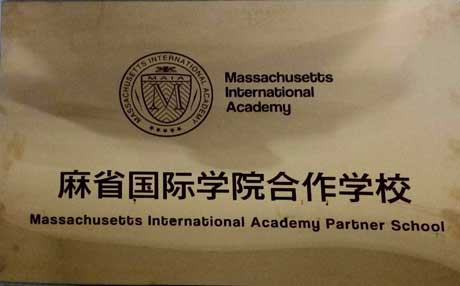 MASSACHUSETTS INTERNATIONAL ACADEMY
MAIA
M
Massachusetts
International
Academy
麻省国际学院合作学校
Massachusetts International Academy Partner School